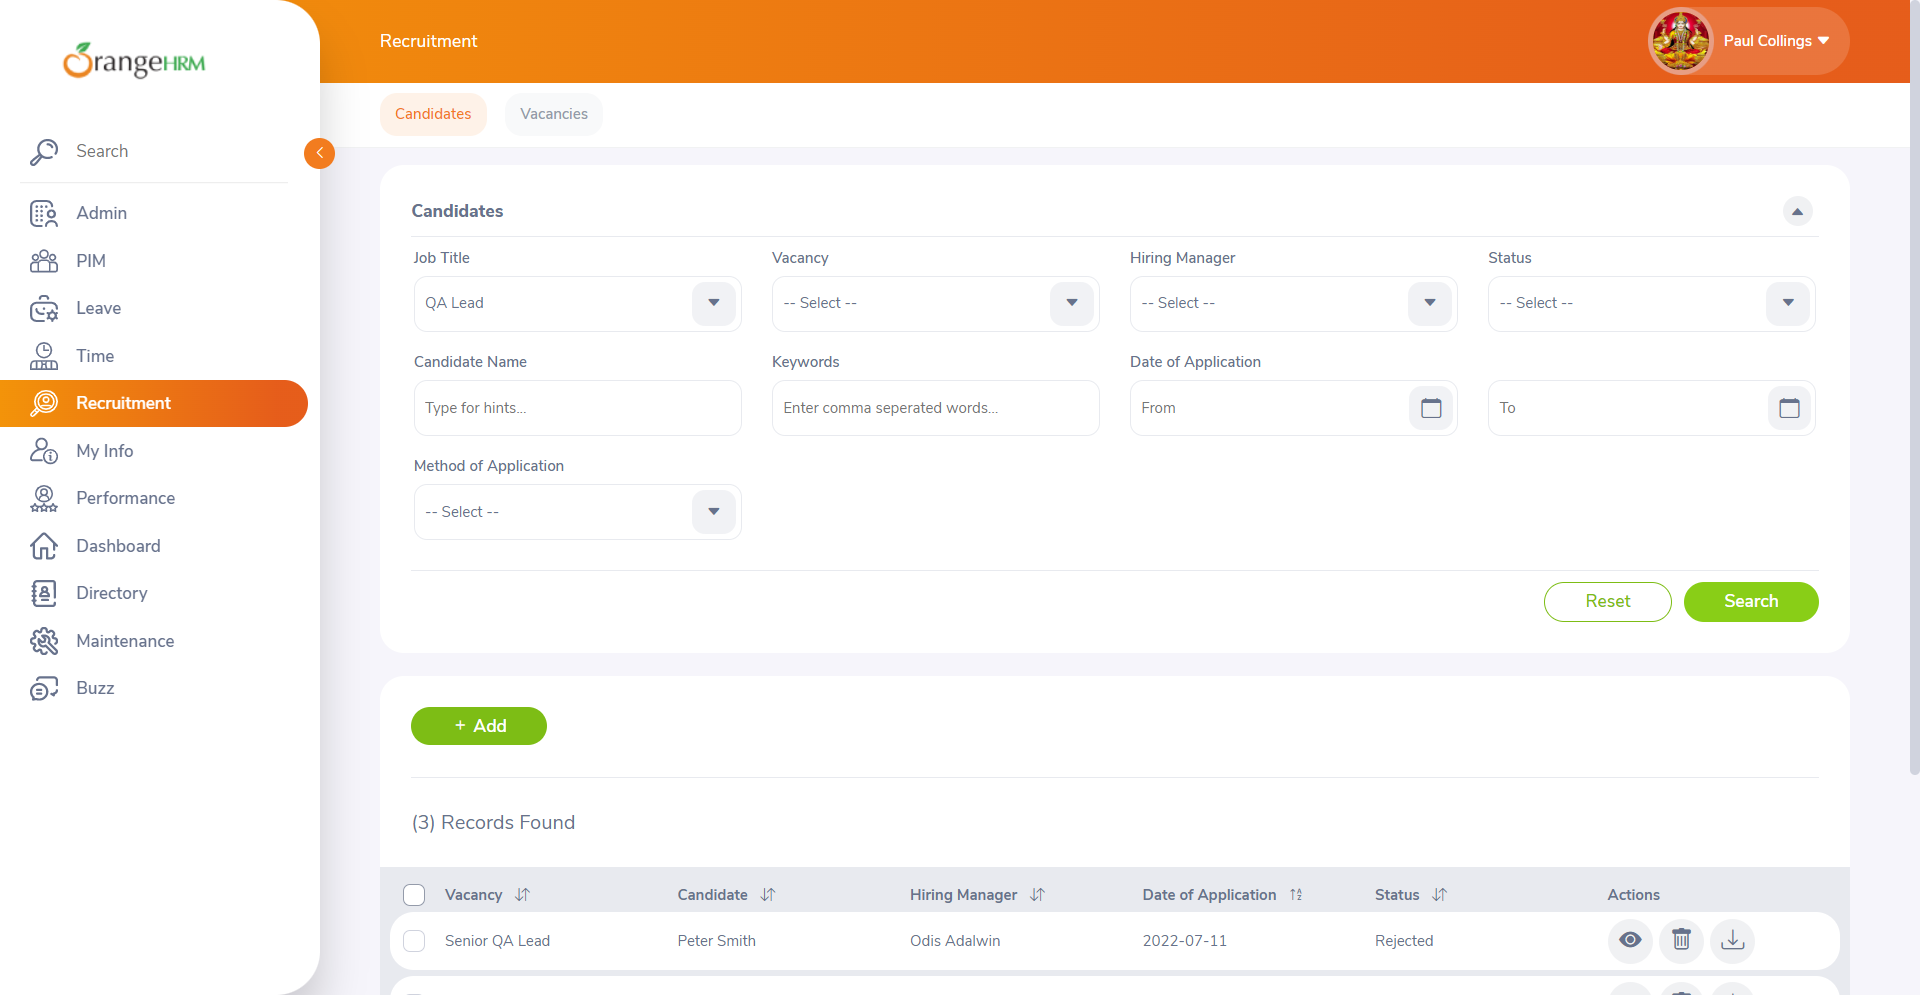 OrangeHRM
Recruitment
Paul Collings
Candidates
Vacancies
Search
Admin
PIM
Leave
Time
Recruitment
My Info
Performance
Dashboard
Directory
Maintenance
Buzz
Candidates
Job Title
Vacancy
Hiring Manager
Status
QA Lead
-- Select --
-- Select --
-- Select --
Candidate Name
Keywords
Date of Application
Type for hints...
Enter comma seperated words...
From
To
Method of Application
-- Select --
Reset
Search
+ Add
(3) Records Found
Vacancy
Candidate
Hiring Manager
Date of Application
Status
Actions
Senior QA Lead
Peter Smith
Odis Adalwin
2022-07-11
Rejected